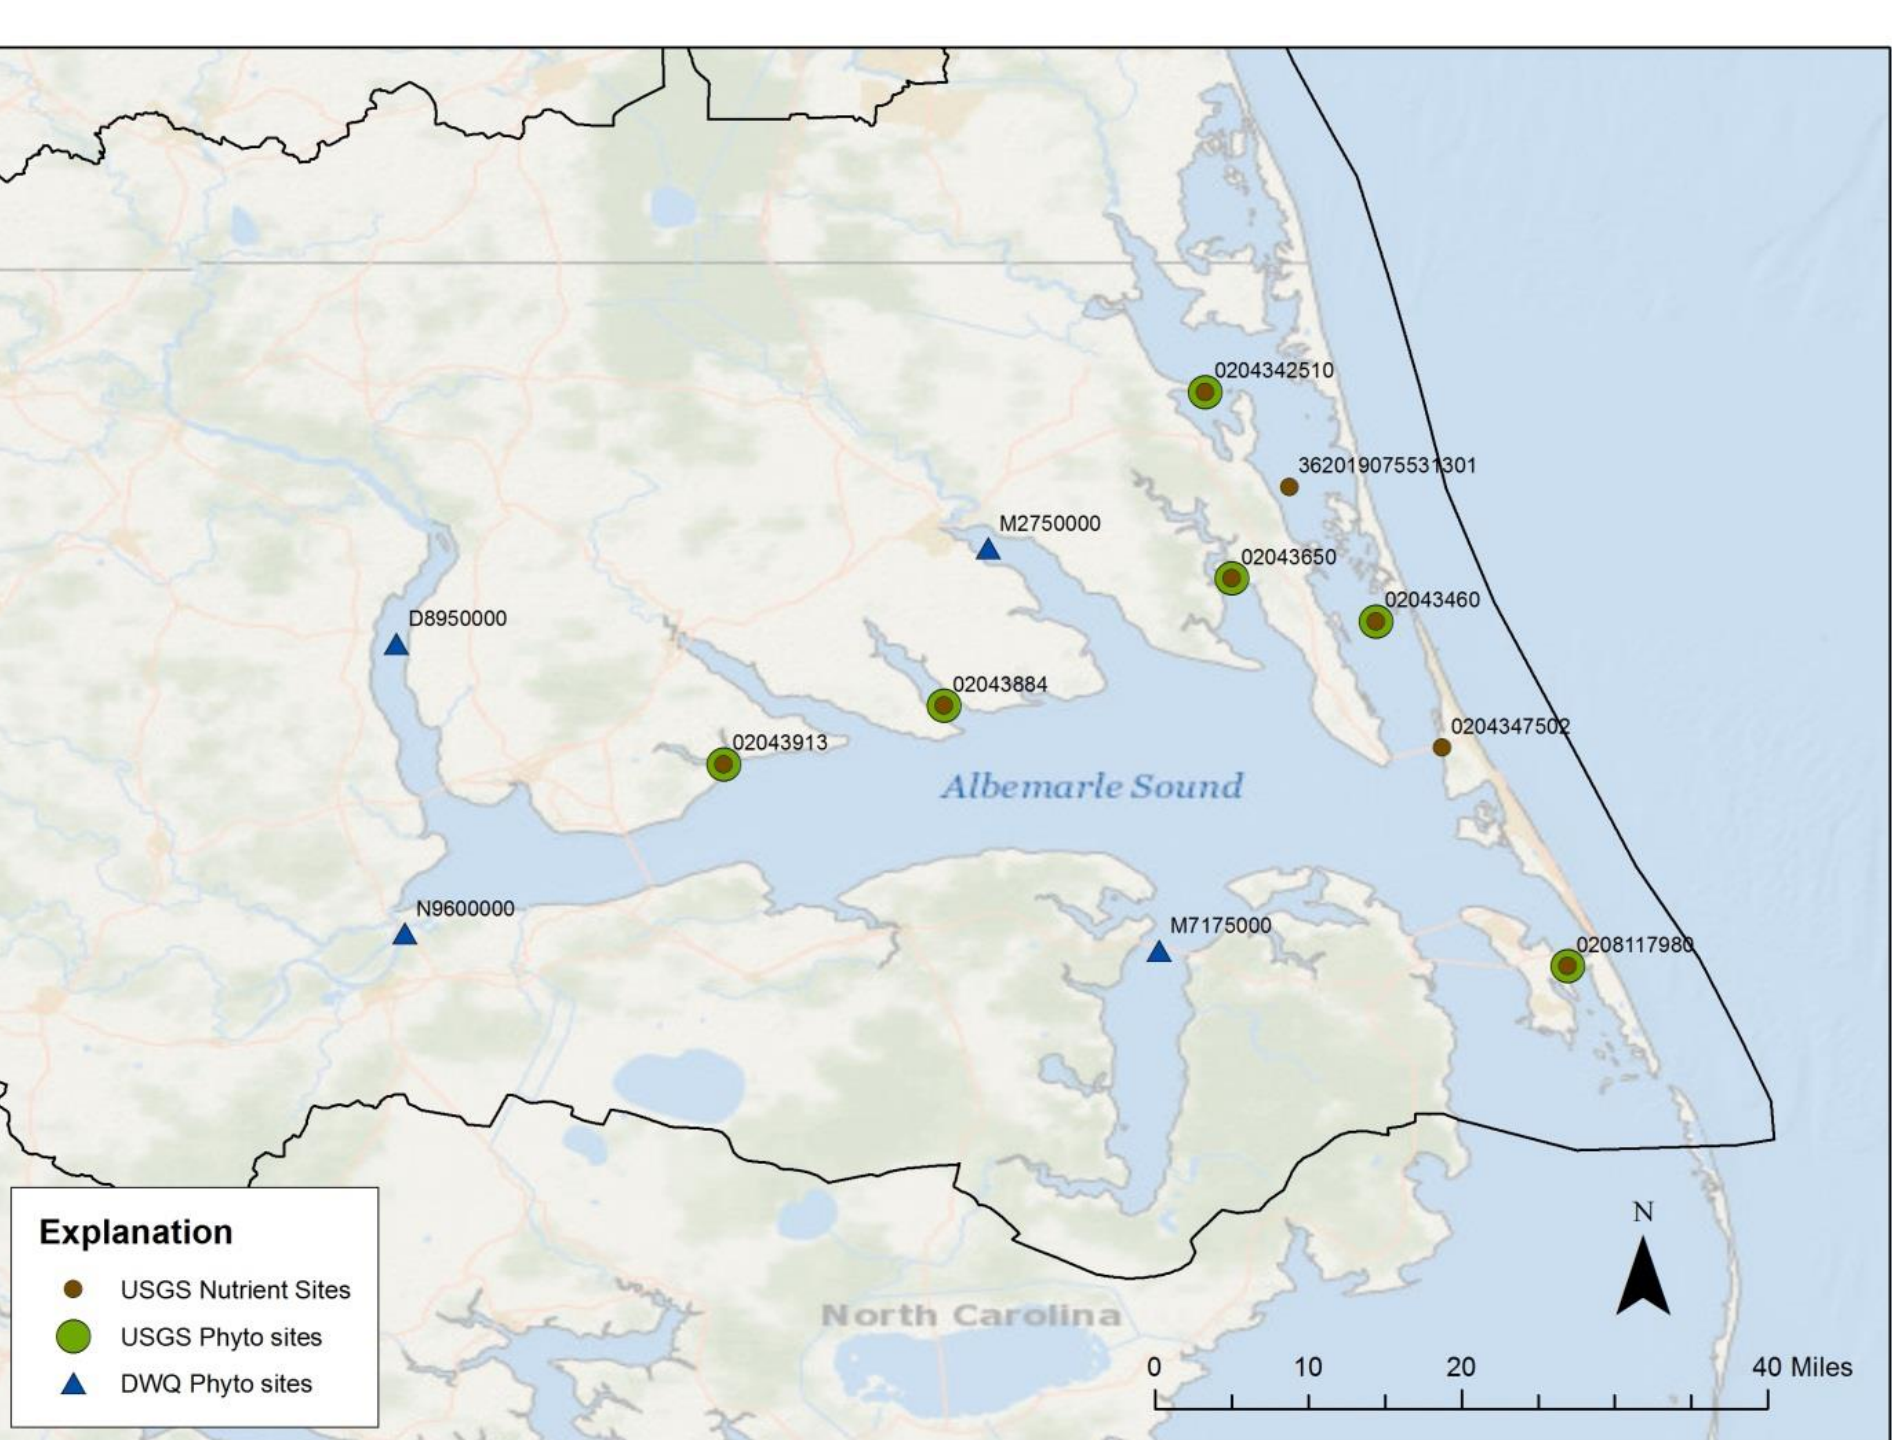 0204342510
362019075531301
M2750000
02043650
02043460
D8950000
02043884
0204347502
02043913
Albemarle Sound
N9600000
M7175000
0208117980
Explanation
USGS Nutrient Sites
USGS Phyto sites
DWQ Phyto sites
North Carolina
N
0 10 20 40 Miles